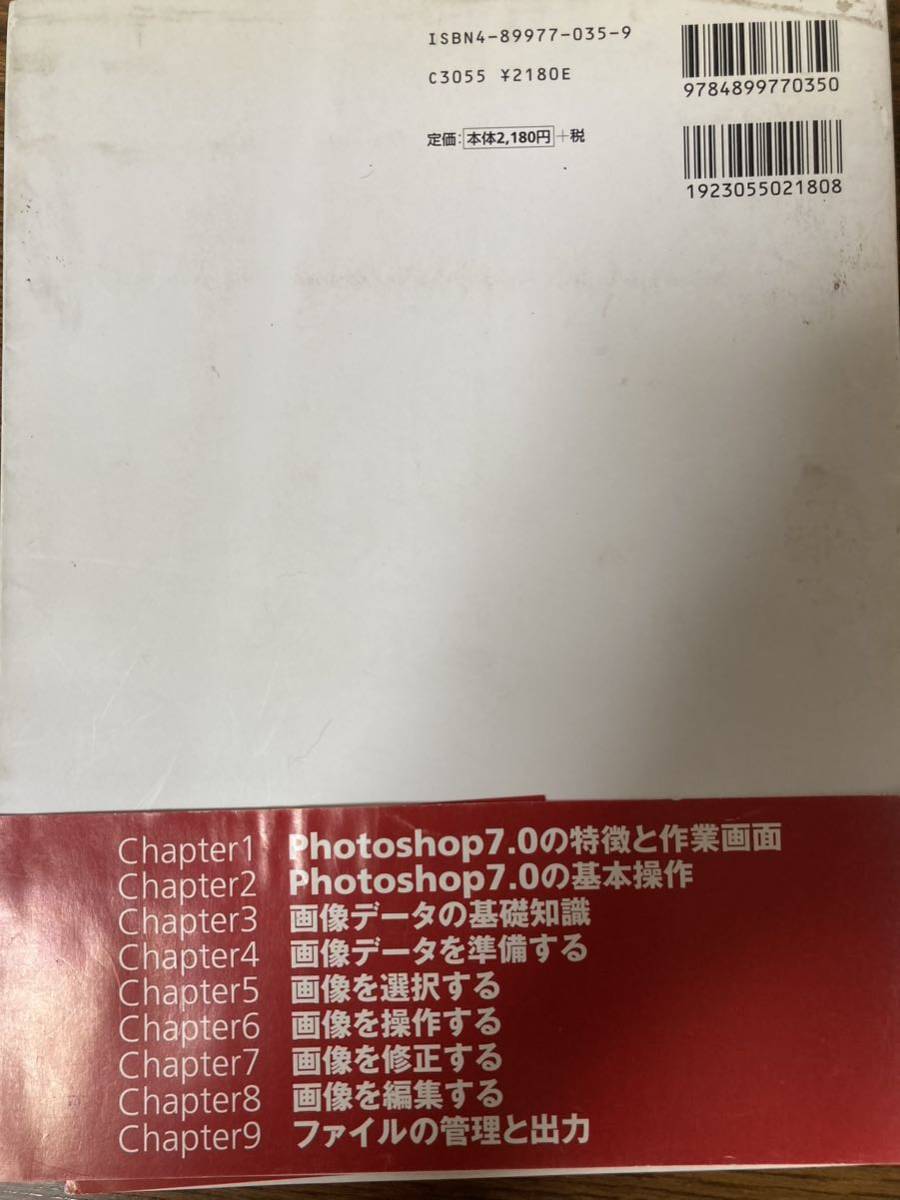 ISBN4-89977-035-9
C3055 ¥2180E
定価:本体2,180円+税
9784899770350
1923055021808
Chapter1 Photoshop7.0の特徴と作業画面
Chapter2 Photoshop7.0の基本操作
Chapter3 画像データの基礎知識
Chapter4 画像データを準備する
Chapter5 画像を選択する
Chapter6 画像を操作する
Chapter7 画像を修正する
Chapter8 画像を編集する
Chapter9 ファイルの管理と出力